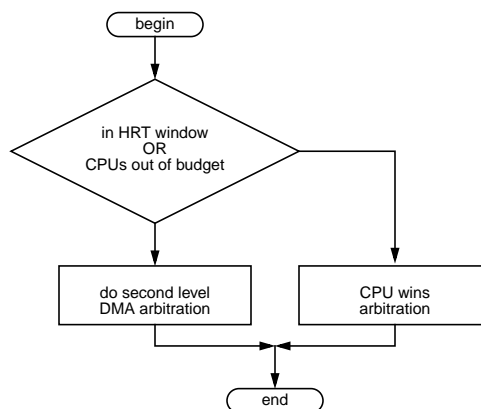 begin
in HRT window
OR
CPUs out of budget
do second level
DMA arbitration
CPU wins
arbitration
end